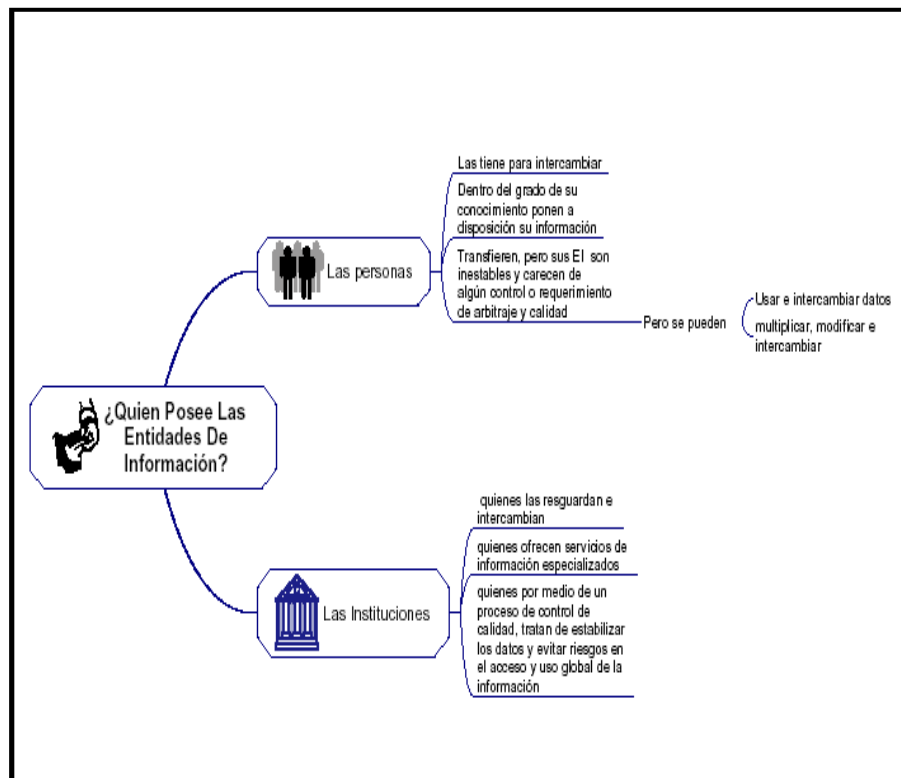 ¿Quien Posee Las
Entidades De
Información?
Las personas
Las tiene para intercambiar
Dentro del grado de su
conocimiento ponen a
disposición su información
Transfieren, pero sus EI son
inestables y carecen de
algún control o requerimiento
de arbitraje y calidad
Pero se pueden
Usar e intercambiar datos
multiplicar, modificar e
intercambiar
Las Instituciones
quienes las resguardan e
intercambian
quienes ofrecen servicios de
información especializados
quienes por medio de un
proceso de control de
calidad, tratan de estabilizar
los datos y evitar riesgos en
el acceso y uso global de la
información